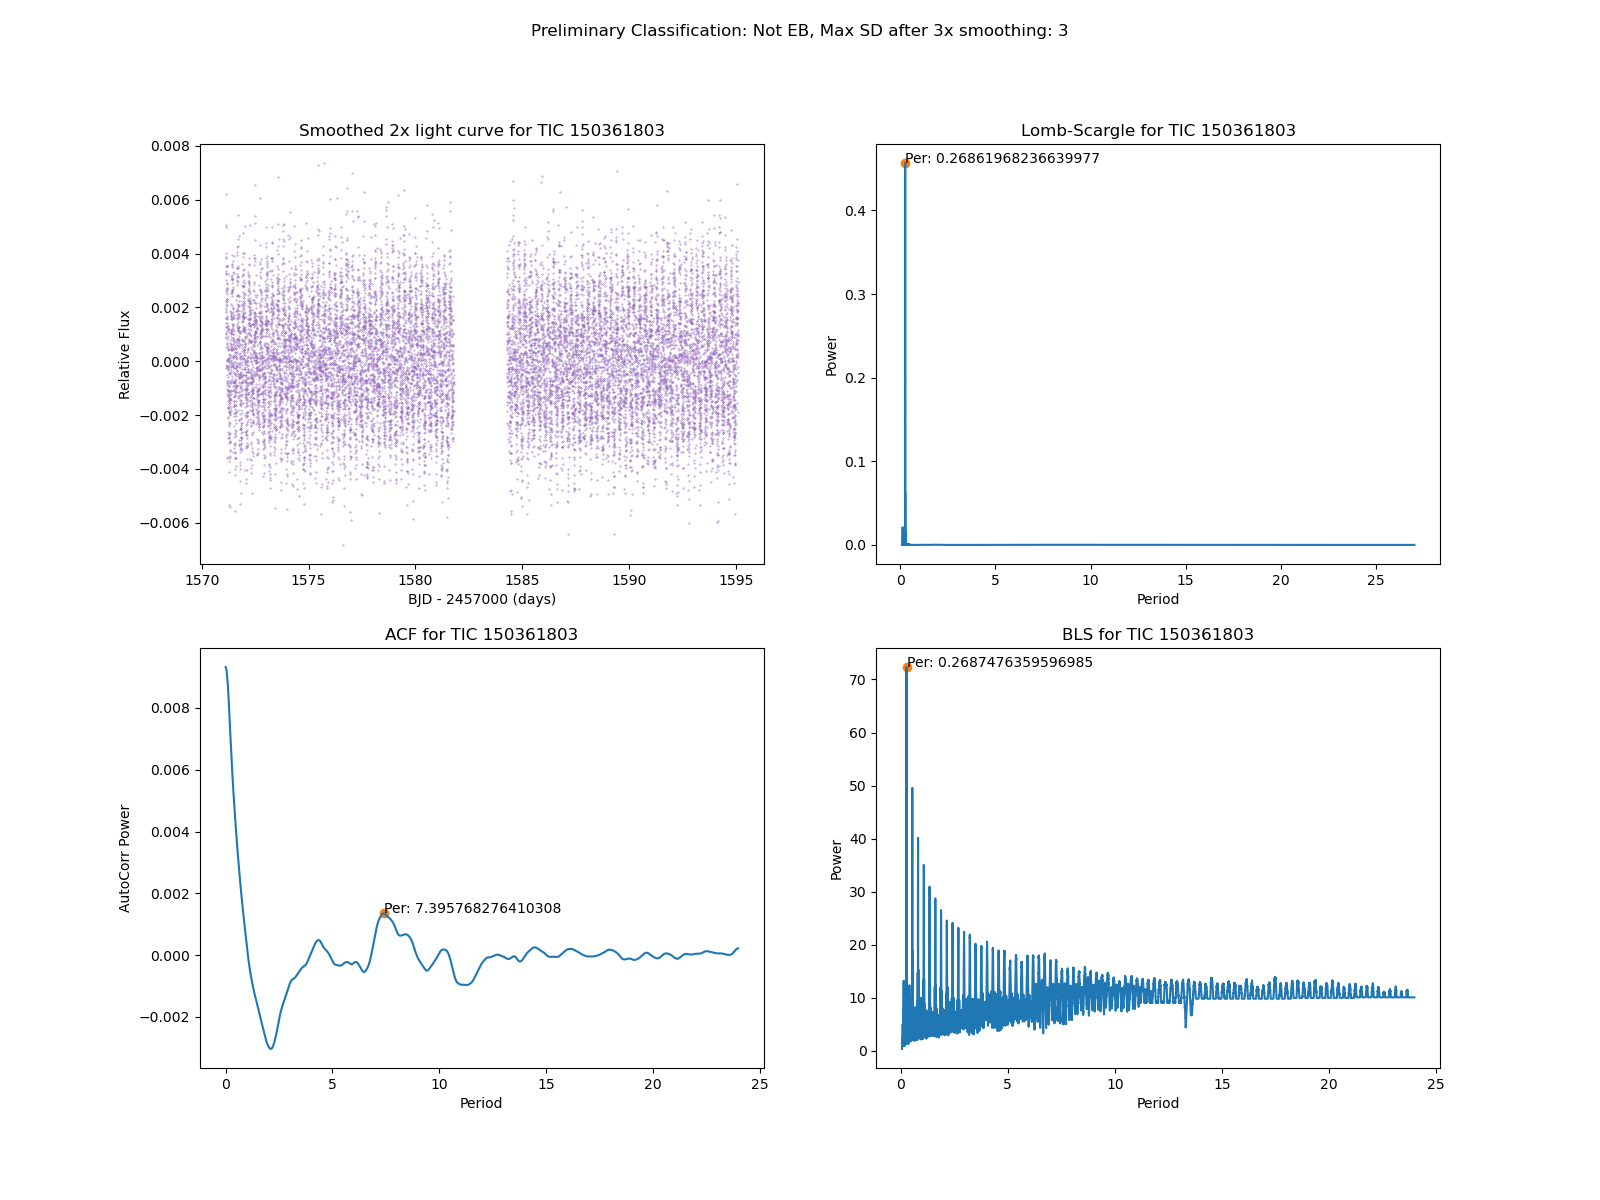 Preliminary Classification: Not EB, Max SD after 3x smoothing: 3
Smoothed 2x light curve for TIC 150361803
0.008
0.006
0.004
0.002
0.000
−0.002
−0.004
−0.006
Relative Flux
1570 1575 1580 1585 1590 1595
BJD - 2457000 (days)
Lomb-Scargle for TIC 150361803
Per: 0.26861968236639977
0.4
0.3
0.2
0.1
0.0
Power
0 5 10 15 20 25
Period
ACF for TIC 150361803
0.008
0.006
0.004
0.002
0.000
−0.002
AutoCorr Power
Per: 7.395768276410308
0 5 10 15 20 25
Period
BLS for TIC 150361803
Per: 0.2687476359596985
70
60
50
40
30
20
10
0
Power
0 5 10 15 20 25
Period